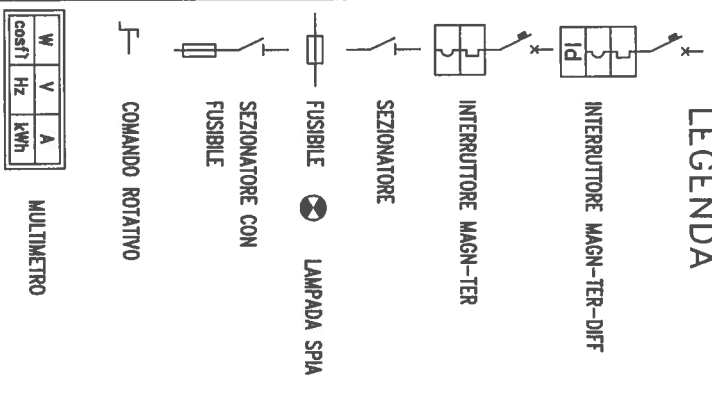 LEGENDA
Id
INTERRUTTORE MAGN-TER-DIFF
INTERRUTTORE MAGN-TER
SEZIONATORE
FUSIBILE
LAMPADA SPIA
SEZIONATORE CON
FUSIBILE
COMANDO ROTATIVO
W V A
cosfì Hz kWh
MULTIMETRO